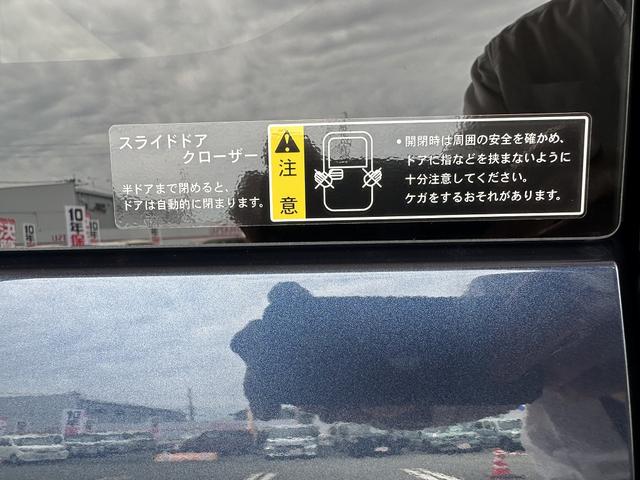 スライドドア
クローザー
半ドアまで閉めると、
ドアは自動的に閉まります。
注
意
• 開閉時は周囲の安全を確かめ、
ドアに指などを挟まないように
十分注意してください。
ケガをするおそれがあります。
10年保